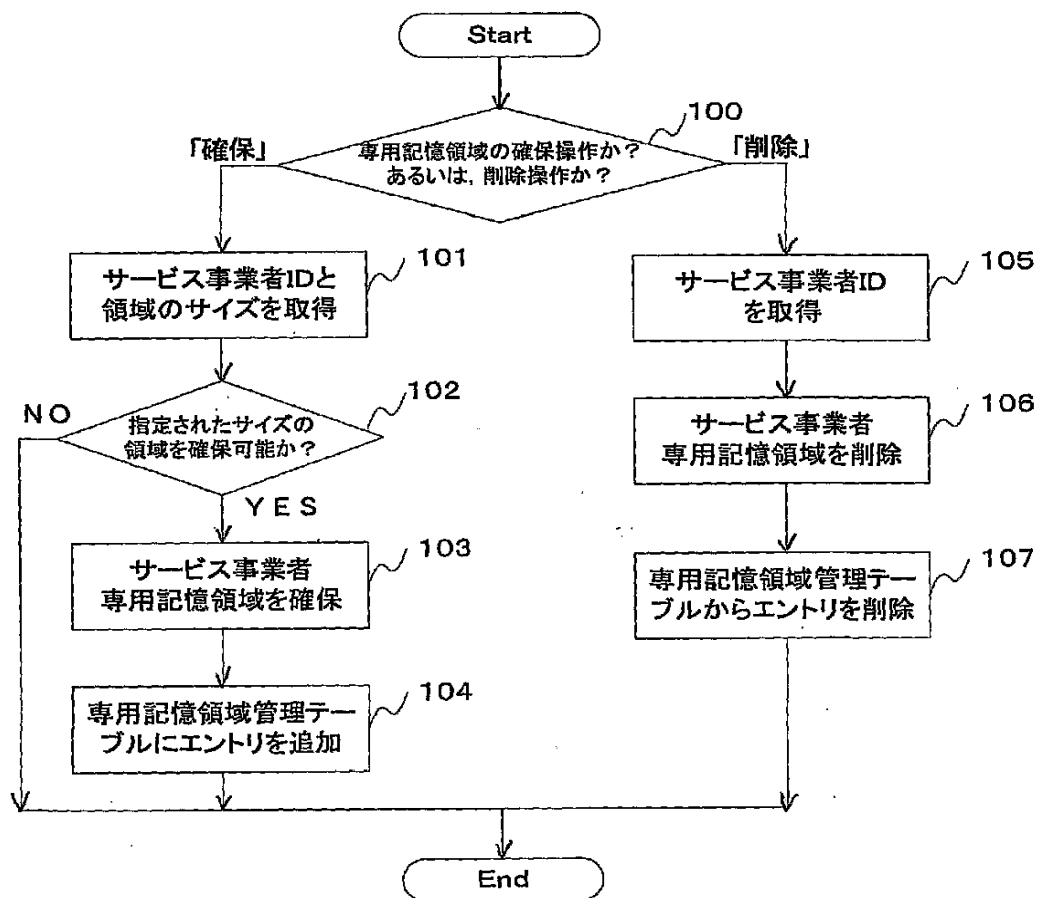 Start
100
専用記憶領域の確保操作か?
あるいは,削除操作か?
「確保」
「削除」
101
サービス事業者IDと
領域のサイズを取得
102
指定されたサイズの
領域を確保可能か?
NO
YES
103
サービス事業者
専用記憶領域を確保
104
専用記憶領域管理テー
ブルにエントリを追加
105
サービス事業者ID
を取得
106
サービス事業者
専用記憶領域を削除
107
専用記憶領域管理テー
ブルからエントリを削除
End